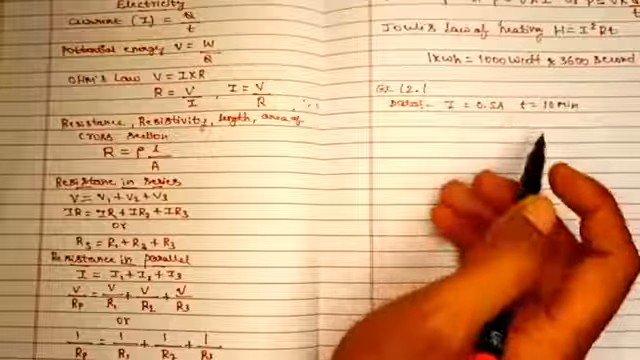 Electricity
Current (I) = Q/t
Potential energy V = W/Q
OHM's Law V = I×R
R = V/I , I = V/R
Resistance, Resistivity, length, area of
cross section
R = ρ l/A
Resistance in series
V = V1 + V2 + V3
IR = IR1 + IR2 + IR3
or
Rs = R1 + R2 + R3
Resistance in parallel
I = I1 + I2 + I3
V/Rp = V/R1 + V/R2 + V/R3
or
1/Rp = 1/R1 + 1/R2 + 1/R3
Joule's law of heating H = I²Rt
1kwh = 1000 watt × 3600 second
Ex 12.1
Data:- I = 0.5A t = 10 min